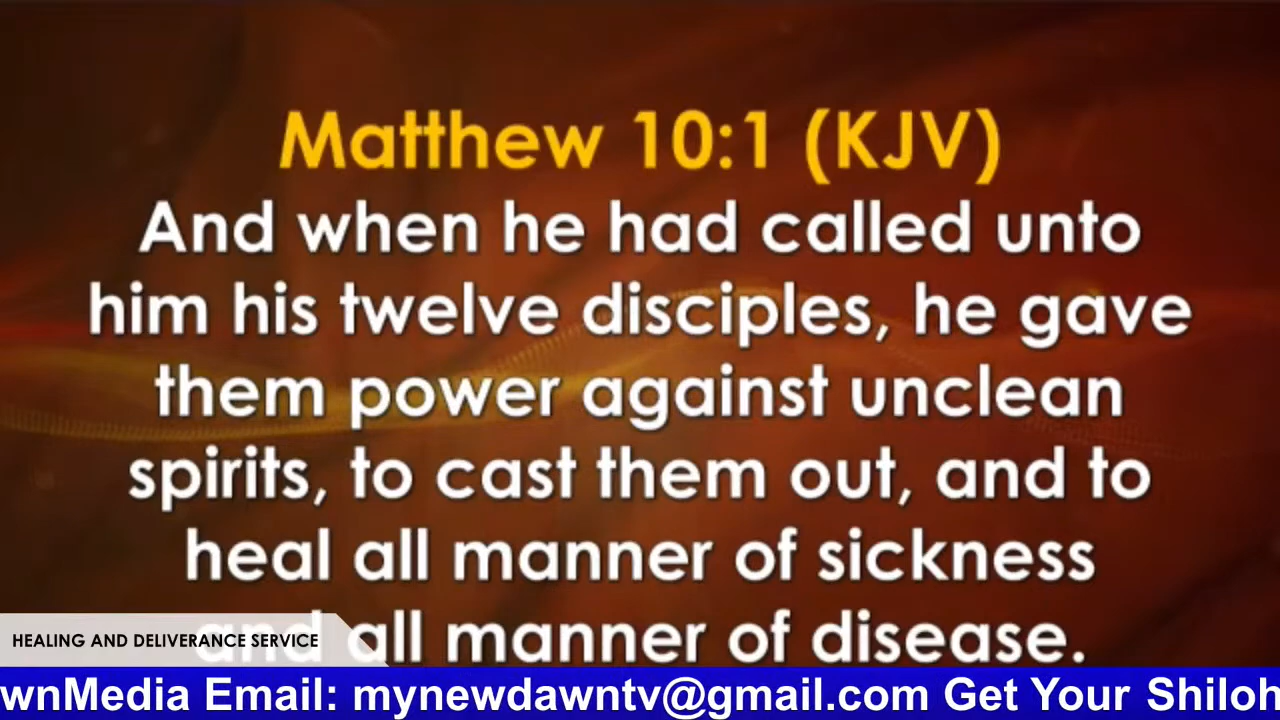 Matthew 10:1 (KJV)
And when he had called unto
him his twelve disciples, he gave
them power against unclean
spirits, to cast them out, and to
heal all manner of sickness
and all manner of disease.
HEALING AND DELIVERANCE SERVICE
wnMedia Email: mynewdawntv@gmail.com Get Your Shiloh